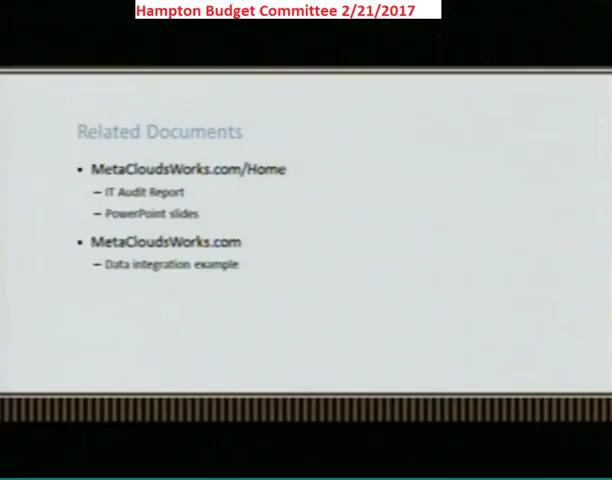 Hampton Budget Committee 2/21/2017
Related Documents
• MetaCloudsWorks.com/Home
– IT Audit Report
– PowerPoint slides
• MetaCloudsWorks.com
– Data integration example